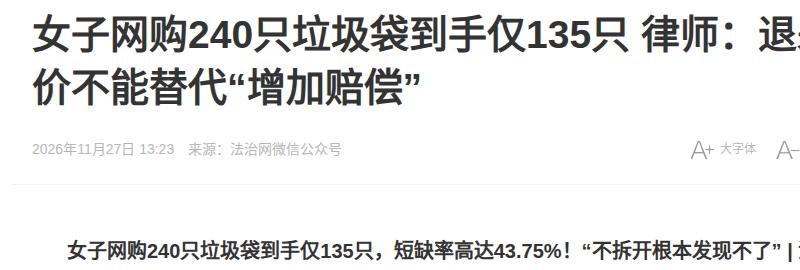 女子网购240只垃圾袋到手仅135只 律师：退
价不能替代“增加赔偿”
2026年11月27日 13:23 来源：法治网微信公众号
A+ 大字体 A-
女子网购240只垃圾袋到手仅135只，短缺率高达43.75%！“不拆开根本发现不了” |